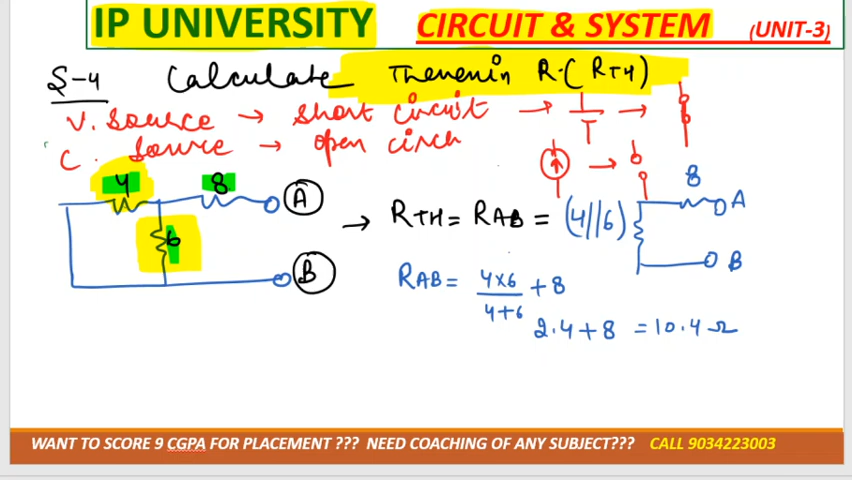 IP UNIVERSITY CIRCUIT & SYSTEM (UNIT-3)
S-4 Calculate Thevenin R.(RTH)
V. Source → Short Circuit → →
C. Source → open circu →
4 8 A
6
B
→ RTH = RAB = (4//6) 8 A
B
RAB = 4×6 / 4+6 + 8
2.4 + 8 = 10.4 Ω
WANT TO SCORE 9 CGPA FOR PLACEMENT ??? NEED COACHING OF ANY SUBJECT??? CALL 9034223003